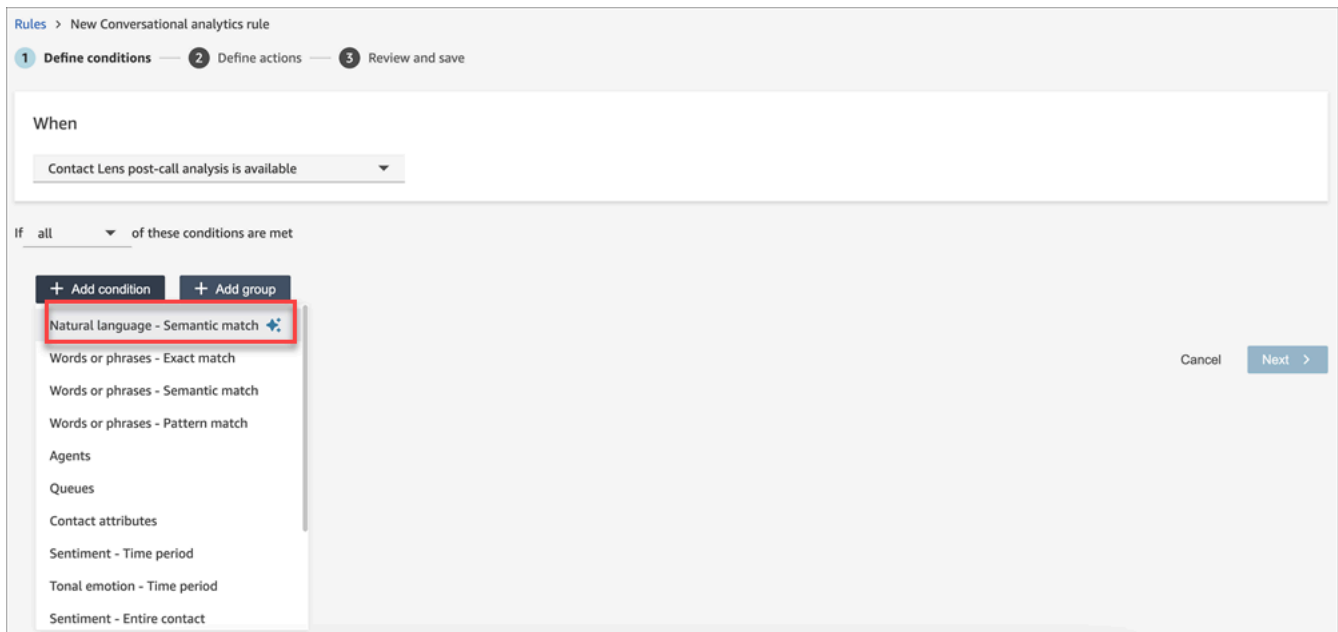 Rules > New Conversational analytics rule
1 Define conditions — 2 Define actions — 3 Review and save
When
Contact Lens post-call analysis is available
If all of these conditions are met
+ Add condition + Add group
Natural language - Semantic match
Words or phrases - Exact match
Cancel Next >
Words or phrases - Semantic match
Words or phrases - Pattern match
Agents
Queues
Contact attributes
Sentiment - Time period
Tonal emotion - Time period
Sentiment - Entire contact